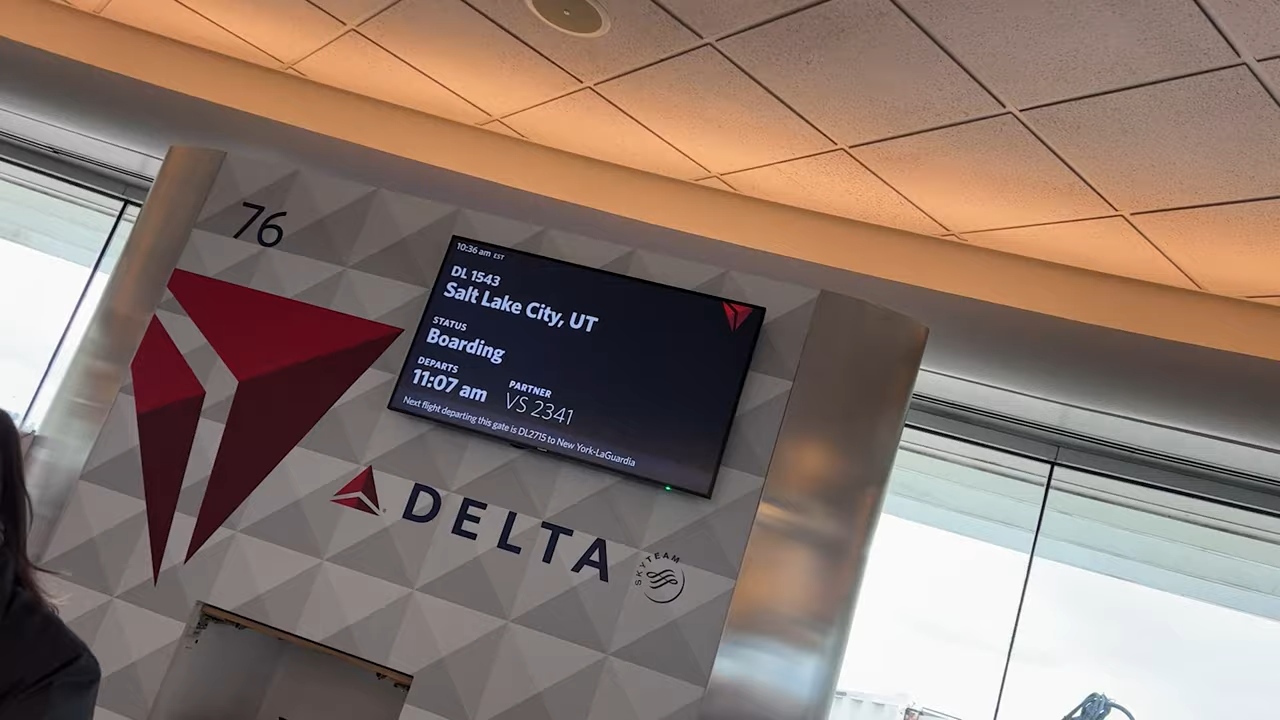 76
10:36 am EST
DL 1543
Salt Lake City, UT
STATUS
Boarding
DEPARTS
11:07 am
PARTNER
VS 2341
Next flight departing this gate is DL2715 to New York-LaGuardia
DELTA
SKYTEAM